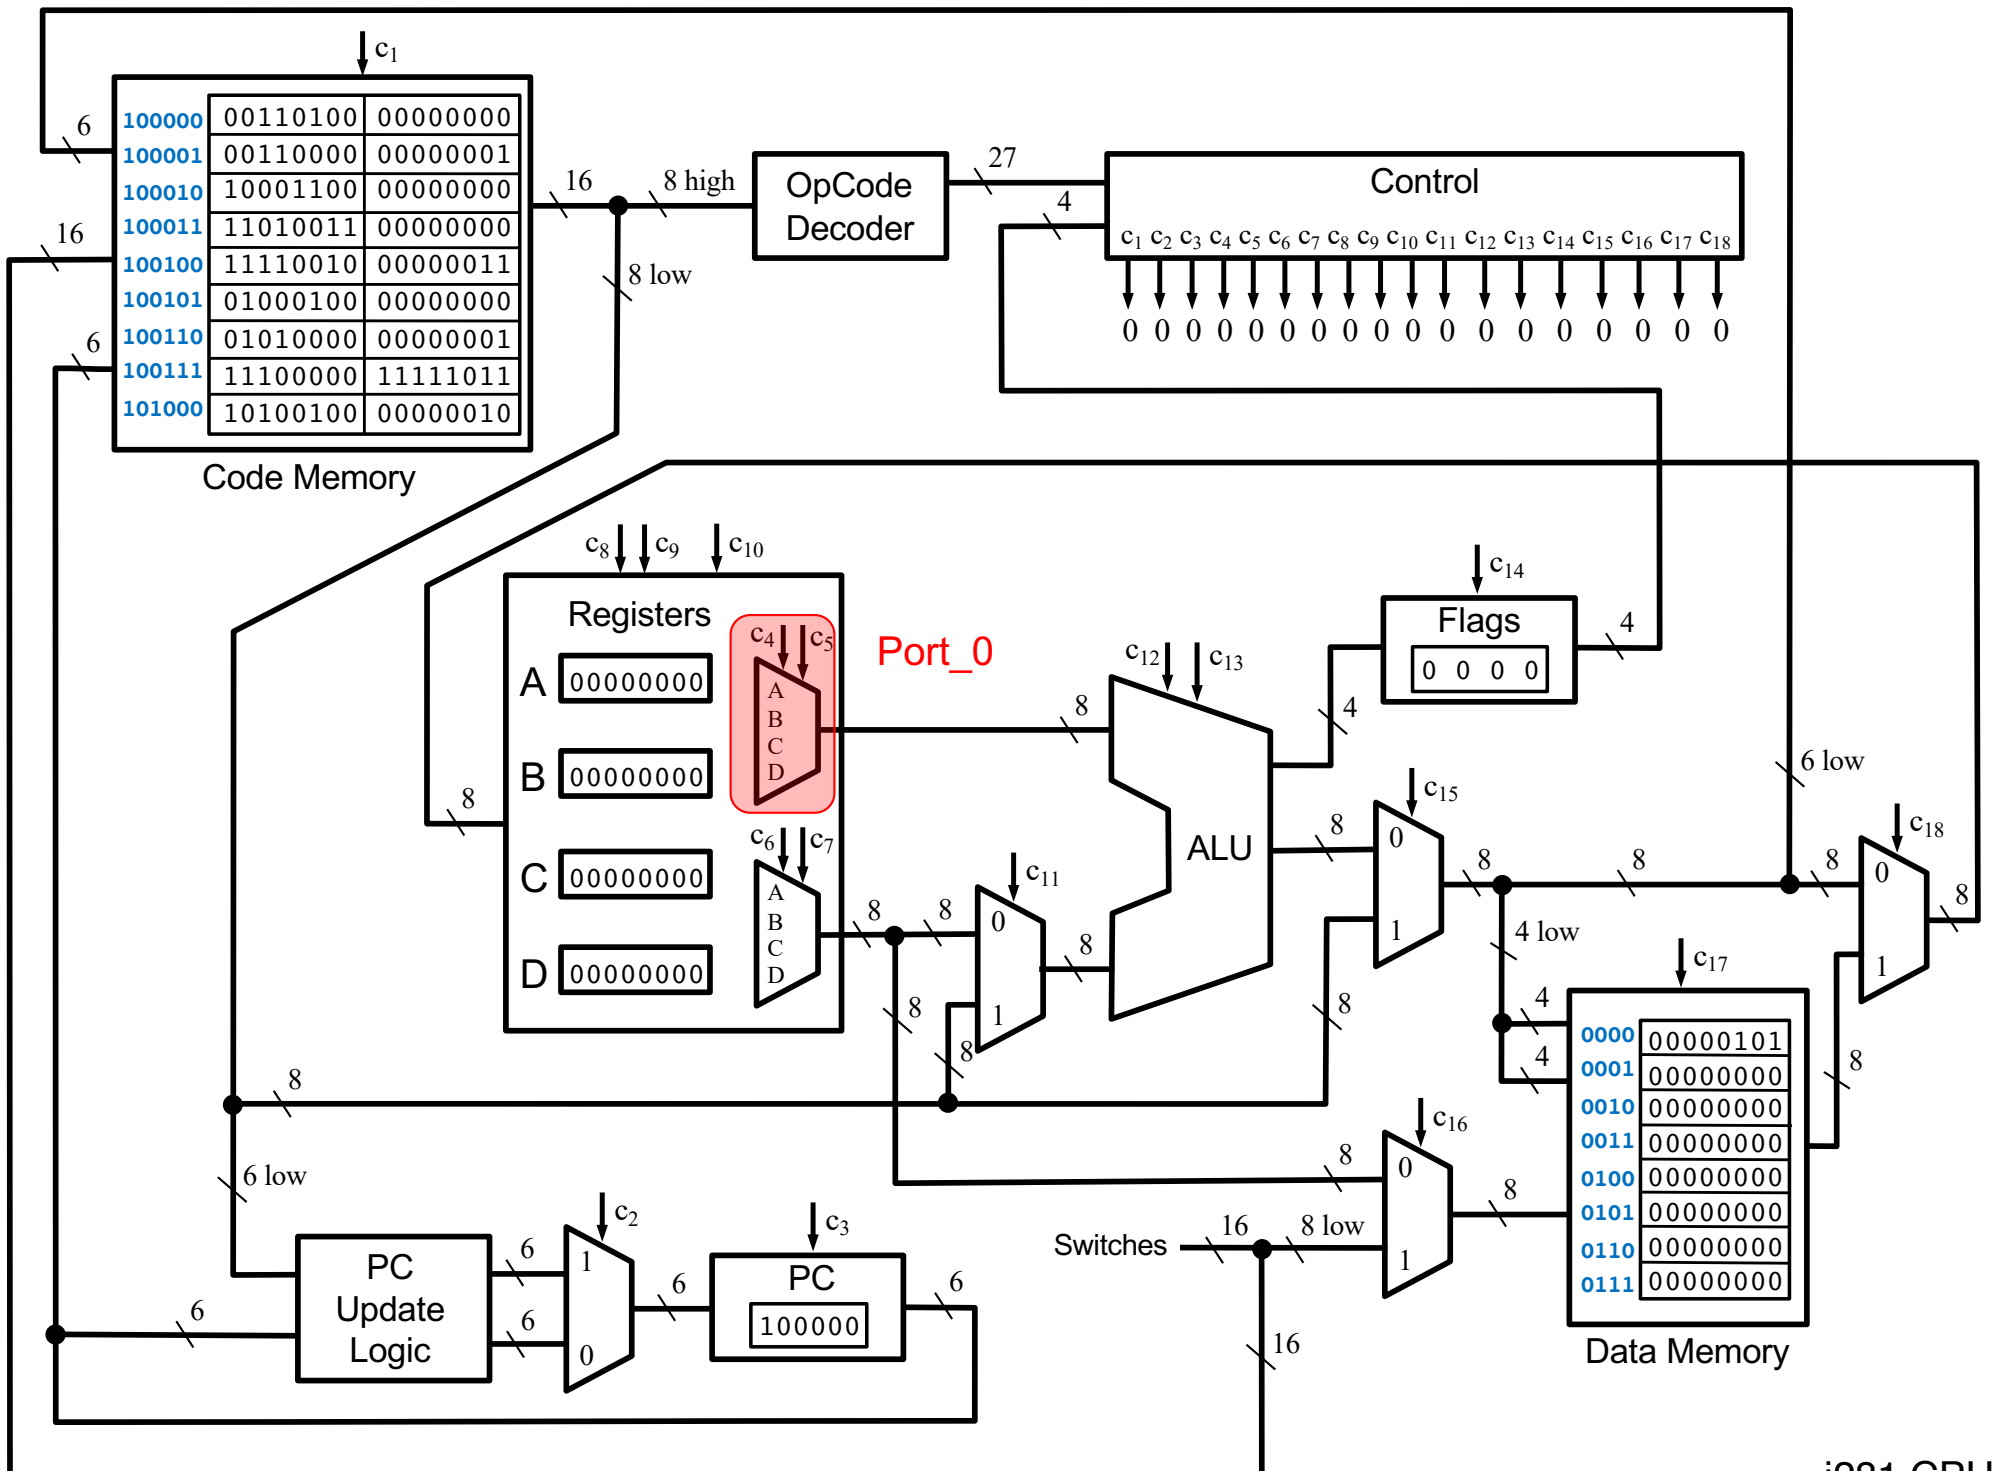 c1
6
16
6
100000 00110100 00000000
100001 00110000 00000001
100010 10001100 00000000
100011 11010011 00000000
100100 11110010 00000011
100101 01000100 00000000
100110 01010000 00000001
100111 11100000 11111011
101000 10100100 00000010
Code Memory
16
8 high
8 low
OpCode
Decoder
27
4
Control
c1 c2 c3 c4 c5 c6 c7 c8 c9 c10 c11 c12 c13 c14 c15 c16 c17 c18
0 0 0 0 0 0 0 0 0 0 0 0 0 0 0 0 0 0
c8 c9 c10
Registers
A 00000000
B 00000000
C 00000000
D 00000000
8
c4 c5
A
B
C
D
Port_0
c6 c7
A
B
C
D
8
8
8
8
c11
0
1
8
8
8
c12 c13
ALU
c14
Flags
0 0 0 0
4
4
8
c15
0
1
8
8
8
8
6 low
4 low
4
4
c18
0
1
8
c17
0000 00000101
0001 00000000
0010 00000000
0011 00000000
0100 00000000
0101 00000000
0110 00000000
0111 00000000
Data Memory
8
8
6 low
6
PC
Update
Logic
6
6
c2
1
0
6
c3
PC
100000
6
Switches
16
8 low
16
8
c16
0
1
8